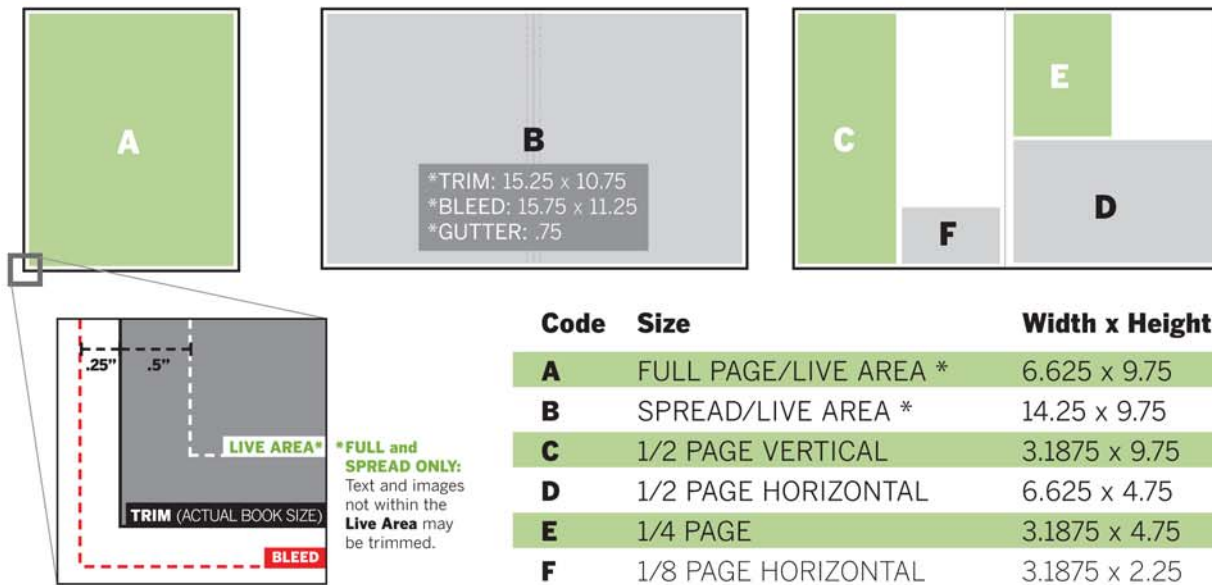 A
B
*TRIM: 15.25 x 10.75
*BLEED: 15.75 x 11.25
*GUTTER: .75
C
F
E
D
.25” .5”
LIVE AREA*
TRIM (ACTUAL BOOK SIZE)
BLEED
*FULL and
SPREAD ONLY:
Text and images
not within the
Live Area may
be trimmed.
Code Size Width x Height
A FULL PAGE/LIVE AREA * 6.625 x 9.75
B SPREAD/LIVE AREA * 14.25 x 9.75
C 1/2 PAGE VERTICAL 3.1875 x 9.75
D 1/2 PAGE HORIZONTAL 6.625 x 4.75
E 1/4 PAGE 3.1875 x 4.75
F 1/8 PAGE HORIZONTAL 3.1875 x 2.25